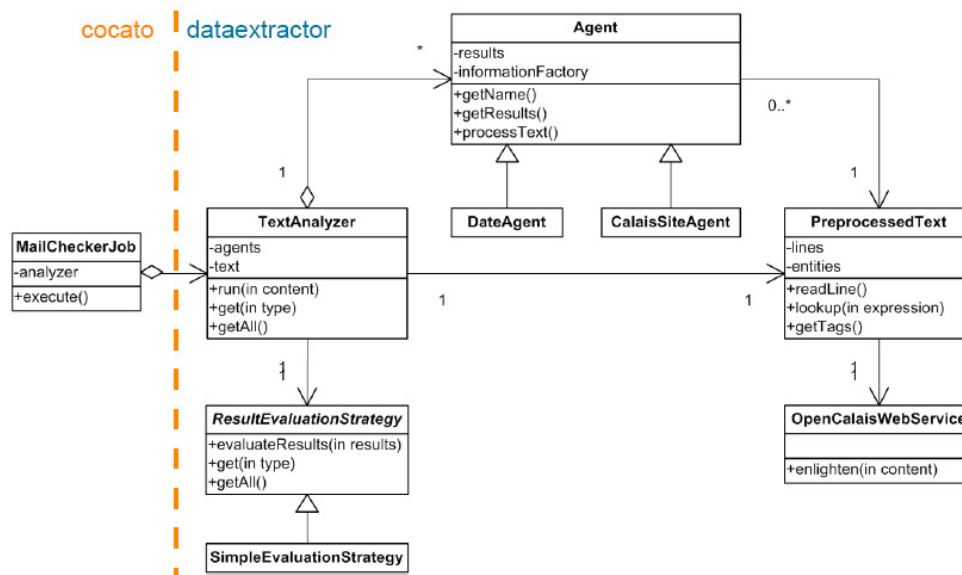 cocato
dataextractor
Agent
-results
-informationFactory
+getName()
+getResults()
+processText()
*
0..*
1
1
DateAgent
CalaisSiteAgent
MailCheckerJob
-analyzer
+execute()
TextAnalyzer
-agents
-text
+run(in content)
+get(in type)
+getAll()
1
1
PreprocessedText
-lines
-entities
+readLine()
+lookup(in expression)
+getTags()
1
1
1
1
ResultEvaluationStrategy
+evaluateResults(in results)
+get(in type)
+getAll()
OpenCalaisWebService
+enlighten(in content)
SimpleEvaluationStrategy